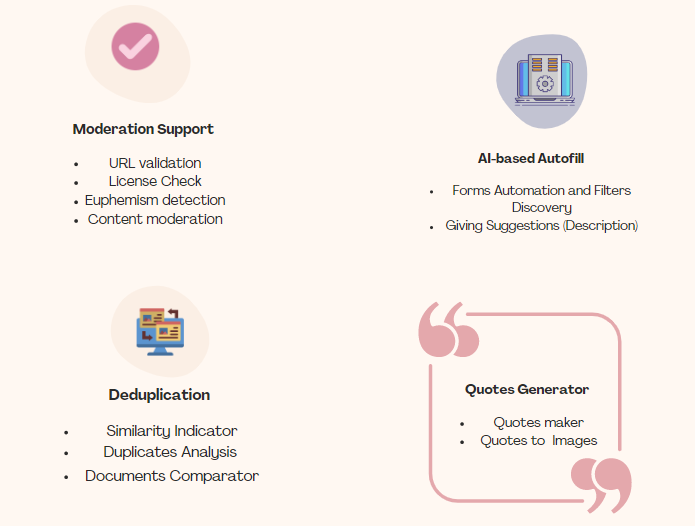 Moderation Support
• URL validation
• License Check
• Euphemism detection
• Content moderation
AI-based Autofill
• Forms Automation and Filters
Discovery
• Giving Suggestions (Description)
Deduplication
• Similarity Indicator
• Duplicates Analysis
• Documents Comparator
Quotes Generator
• Quotes maker
• Quotes to Images